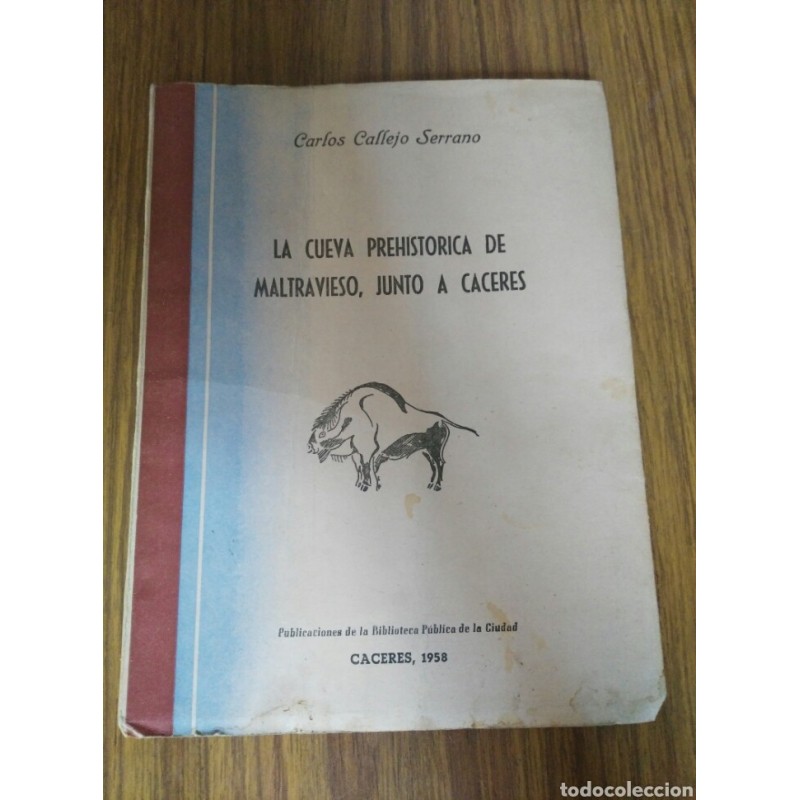 Carlos Callejo Serrano
LA CUEVA PREHISTORICA DE
MALTRAVIESO, JUNTO A CACERES
Publicaciones de la Biblioteca Pública de la Ciudad
CACERES, 1958
todocoleccion